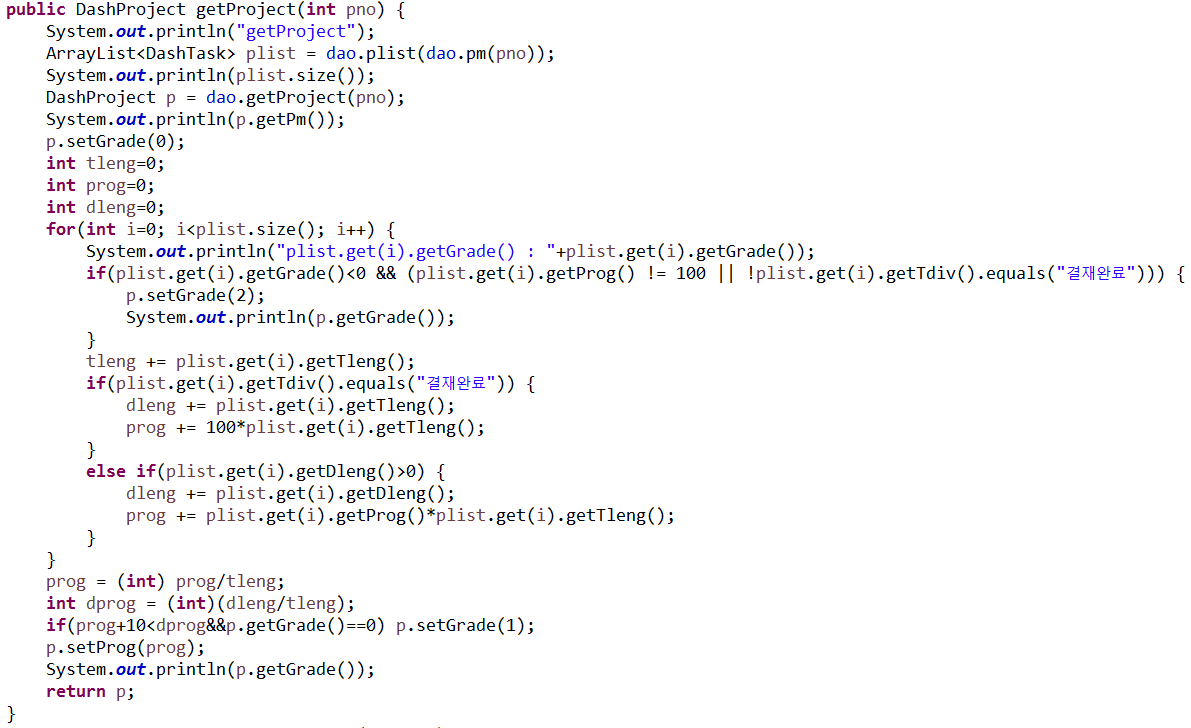 public DashProject getProject(int pno) {
    System.out.println("getProject");
    ArrayList<DashTask> plist = dao.plist(dao.pm(pno));
    System.out.println(plist.size());
    DashProject p = dao.getProject(pno);
    System.out.println(p.getPm());
    p.setGrade(0);
    int tleng=0;
    int prog=0;
    int dleng=0;
    for(int i=0; i<plist.size(); i++) {
        System.out.println("plist.get(i).getGrade() : "+plist.get(i).getGrade());
        if(plist.get(i).getGrade()<0 && (plist.get(i).getProg() != 100 || !plist.get(i).getTdiv().equals("결재완료"))) {
            p.setGrade(2);
            System.out.println(p.getGrade());
        }
        tleng += plist.get(i).getTleng();
        if(plist.get(i).getTdiv().equals("결재완료")) {
            dleng += plist.get(i).getTleng();
            prog += 100*plist.get(i).getTleng();
        }
        else if(plist.get(i).getDleng()>0) {
            dleng += plist.get(i).getDleng();
            prog += plist.get(i).getProg()*plist.get(i).getTleng();
        }
    }
    prog = (int) prog/tleng;
    int dprog = (int)(dleng/tleng);
    if(prog+10<dprog&&p.getGrade()==0) p.setGrade(1);
    p.setProg(prog);
    System.out.println(p.getGrade());
    return p;
}